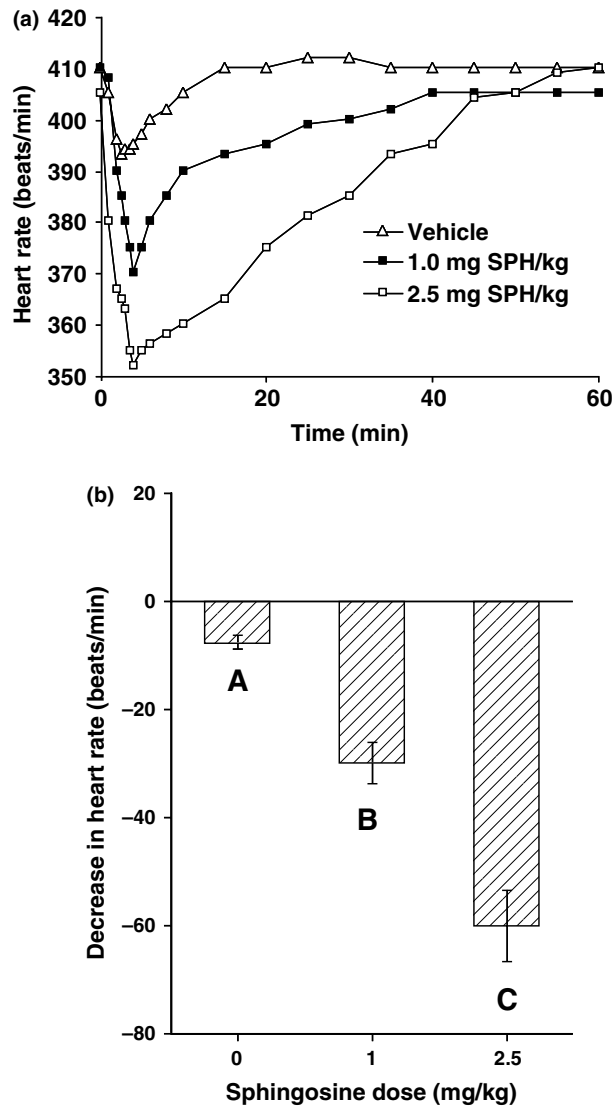 (a)
Heart rate (beats/min)
420
410
400
390
380
370
360
350
0
20
40
60
Time (min)
Vehicle
1.0 mg SPH/kg
2.5 mg SPH/kg
(b)
Decrease in heart rate (beats/min)
20
0
−20
−40
−60
−80
A
B
C
0
1
2.5
Sphingosine dose (mg/kg)